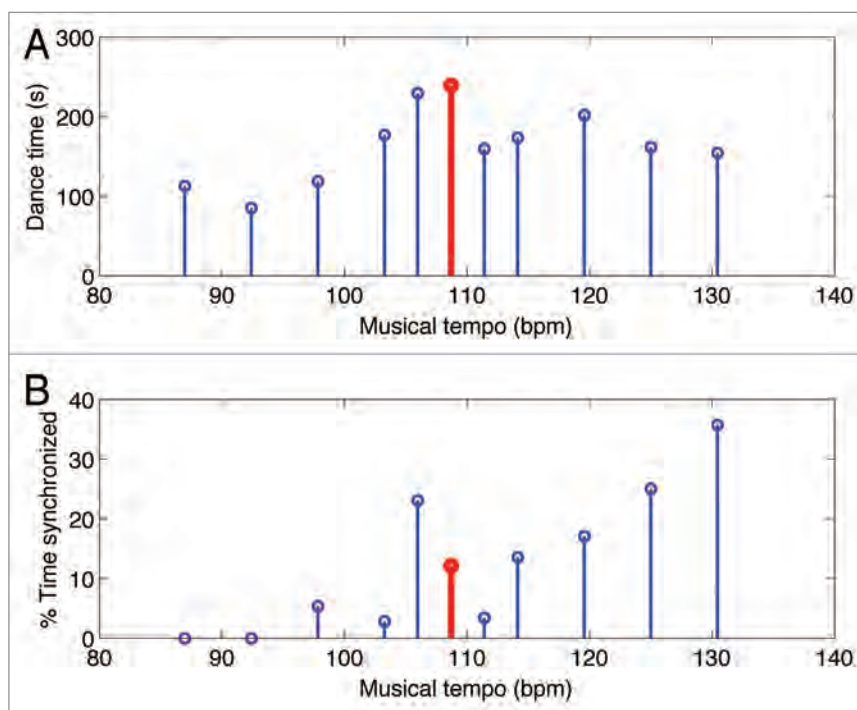 A
300
200
100
0
Dance time (s)
80 90 100 110 120 130 140
Musical tempo (bpm)
B
40
30
20
10
0
% Time synchronized
80 90 100 110 120 130 140
Musical tempo (bpm)